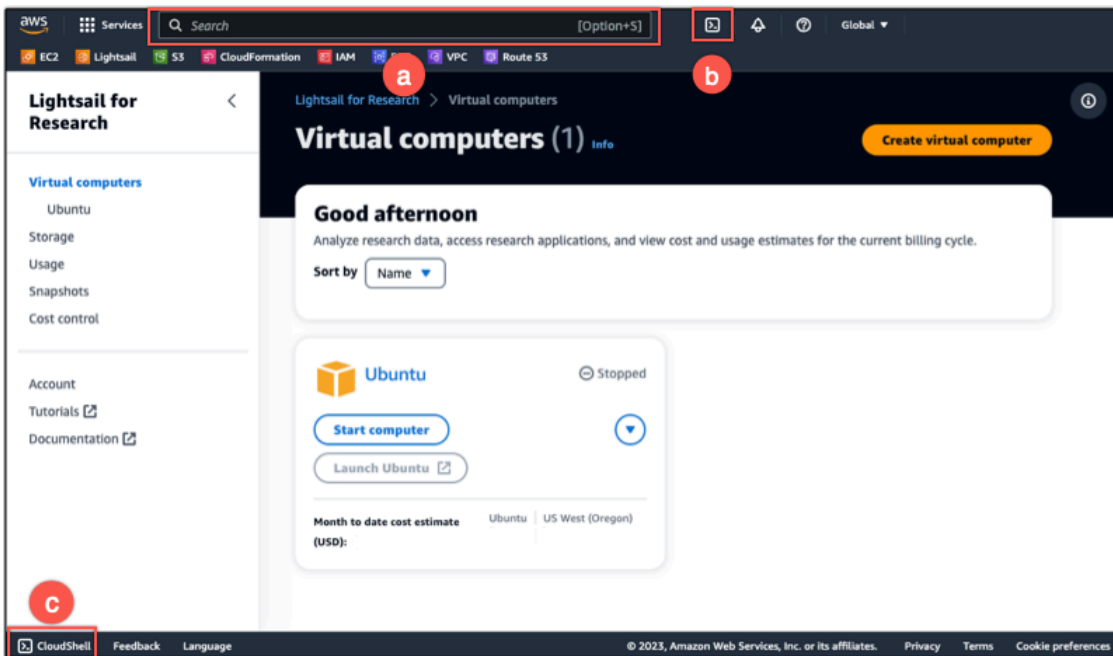 aws Services Search [Option+S] Global
EC2 Lightsail S3 CloudFormation IAM VPC Route 53
a
b
Lightsail for
Research
Lightsail for Research > Virtual computers
Virtual computers (1) Info
Create virtual computer
Virtual computers
Ubuntu
Storage
Usage
Snapshots
Cost control
Account
Tutorials
Documentation
Good afternoon
Analyze research data, access research applications, and view cost and usage estimates for the current billing cycle.
Sort by Name
Ubuntu Stopped
Start computer
Launch Ubuntu
Month to date cost estimate
(USD):
Ubuntu US West (Oregon)
c
CloudShell Feedback Language © 2023, Amazon Web Services, Inc. or its affiliates. Privacy Terms Cookie preferences